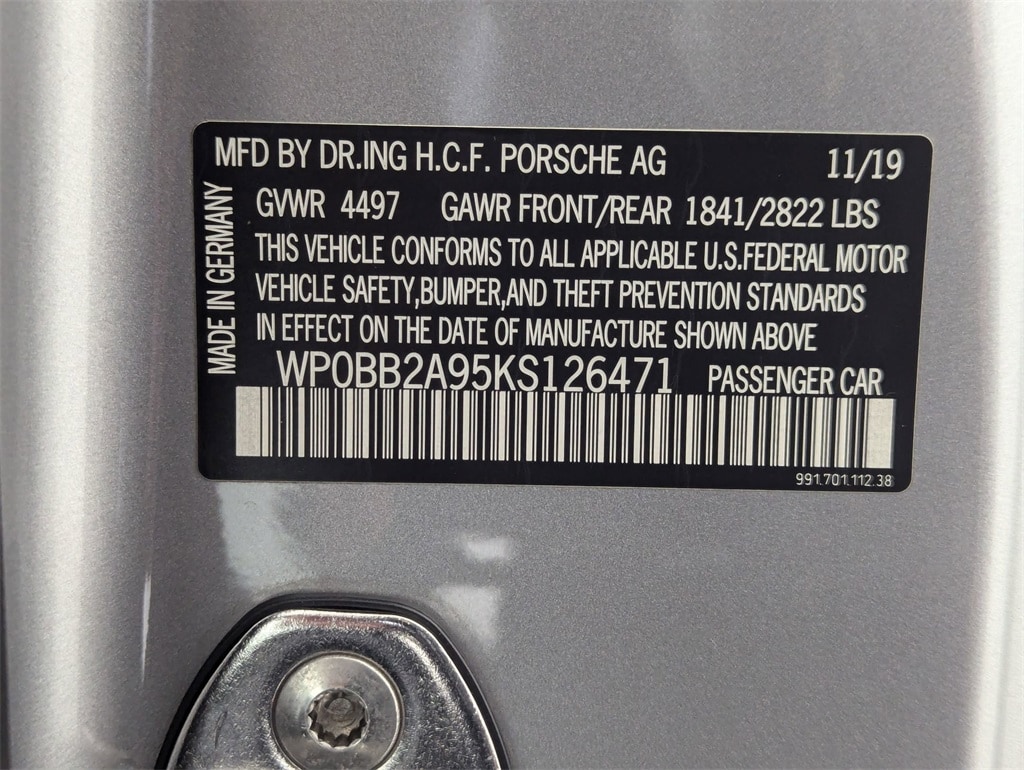 MFD BY DR.ING H.C.F. PORSCHE AG 11/19
MADE IN GERMANY
GVWR 4497 GAWR FRONT/REAR 1841/2822 LBS
THIS VEHICLE CONFORMS TO ALL APPLICABLE U.S.FEDERAL MOTOR
VEHICLE SAFETY,BUMPER,AND THEFT PREVENTION STANDARDS
IN EFFECT ON THE DATE OF MANUFACTURE SHOWN ABOVE
WP0BB2A95KS126471 PASSENGER CAR
991.701.112.38